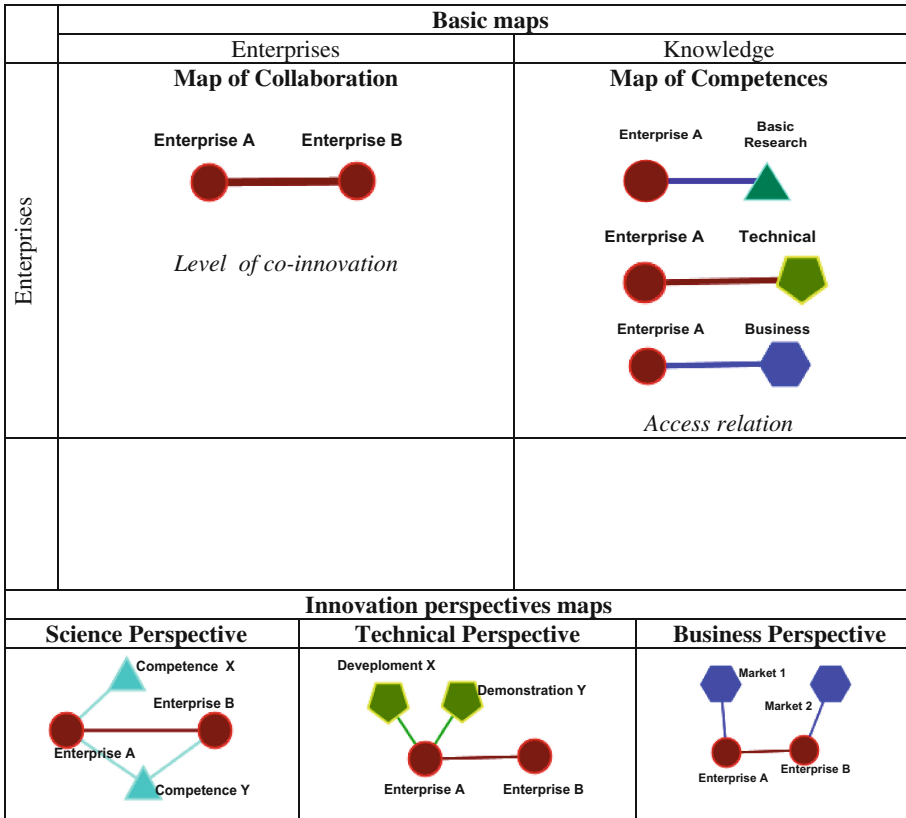 Basic maps
Enterprises
Knowledge
Enterprises
Map of Collaboration
Enterprise A
Enterprise B
Level of co-innovation
Map of Competences
Enterprise A
Basic
Research
Enterprise A
Technical
Enterprise A
Business
Access relation
Innovation perspectives maps
Science Perspective
Technical Perspective
Business Perspective
Competence X
Enterprise B
Enterprise A
Competence Y
Deveploment X
Demonstration Y
Enterprise A
Enterprise B
Market 1
Market 2
Enterprise A
Enterprise B